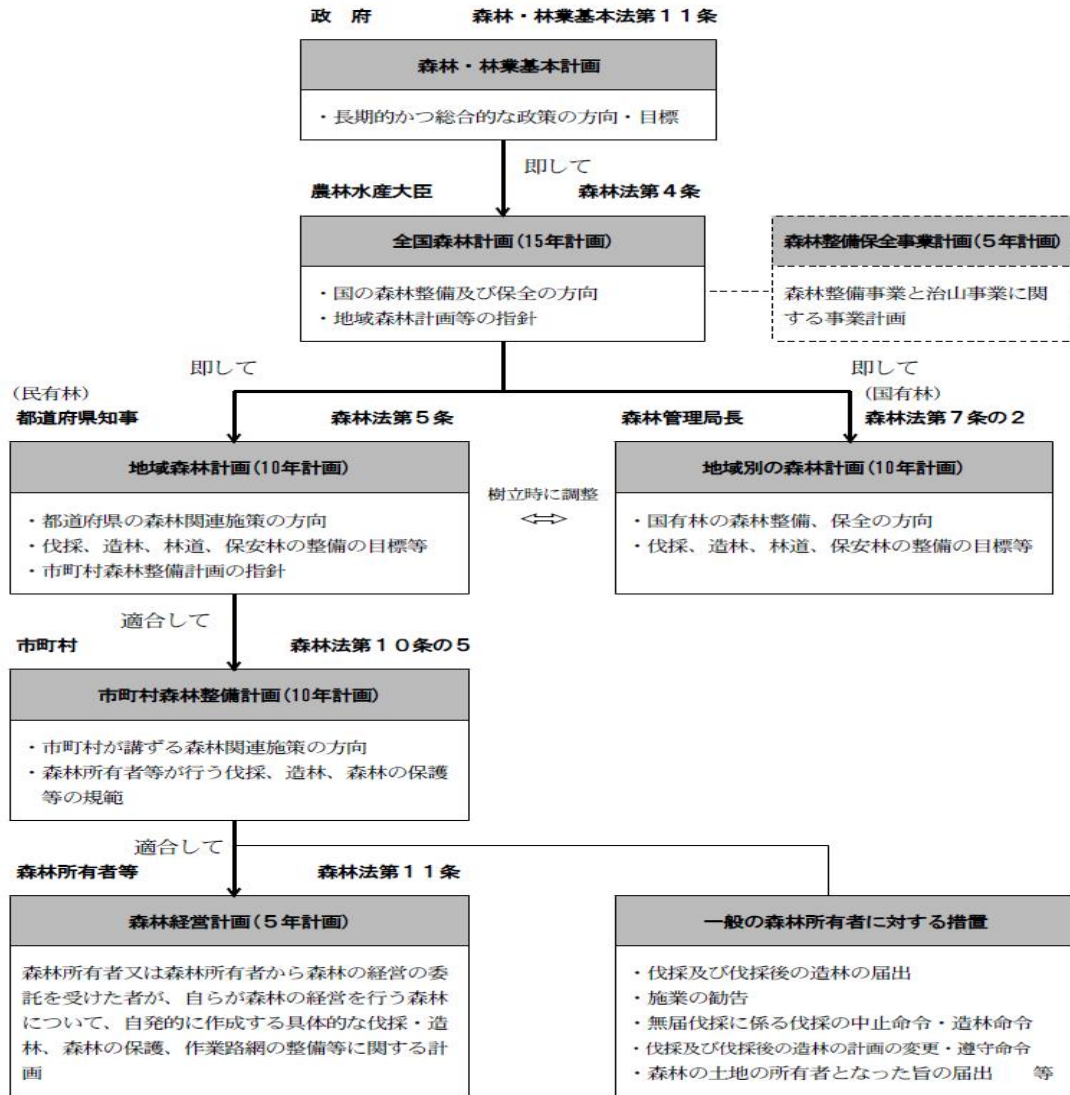 政　府　　　森林・林業基本法第１１条
森林・林業基本計画
・長期的かつ総合的な政策の方向・目標
即して
農林水産大臣　　　森林法第４条
全国森林計画(15年計画)
・国の森林整備及び保全の方向
・地域森林計画等の指針
森林整備保全事業計画(５年計画)
森林整備事業と治山事業に関
する事業計画
即して
即して
(民有林)
都道府県知事　　　森林法第５条
(国有林)
森林管理局長　　　森林法第７条の２
地域森林計画(10年計画)
・都道府県の森林関連施策の方向
・伐採、造林、林道、保安林の整備の目標等
・市町村森林整備計画の指針
樹立時に調整
⇔
地域別の森林計画(10年計画)
・国有林の森林整備、保全の方向
・伐採、造林、林道、保安林の整備の目標等
適合して
市町村　　　森林法第１０条の５
市町村森林整備計画(10年計画)
・市町村が講ずる森林関連施策の方向
・森林所有者等が行う伐採、造林、森林の保護
等の規範
適合して
森林所有者等　　　森林法第１１条
森林経営計画(５年計画)
森林所有者又は森林所有者から森林の経営の委
託を受けた者が、自らが森林の経営を行う森林
について、自発的に作成する具体的な伐採・造
林、森林の保護、作業路網の整備等に関する計
画
一般の森林所有者に対する措置
・伐採及び伐採後の造林の届出
・施業の勧告
・無届伐採に係る伐採の中止命令・造林命令
・伐採及び伐採後の造林の計画の変更・遵守命令
・森林の土地の所有者となった旨の届出　　等